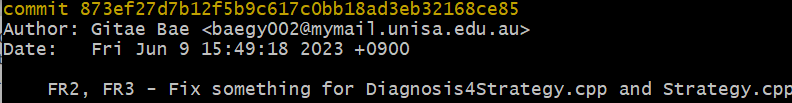 commit 873ef27d7b12f5b9c617c0bb18ad3eb32168ce85
Author: Gitae Bae <baegy002@mymail.unisa.edu.au>
Date:   Fri Jun 9 15:49:18 2023 +0900
FR2, FR3 - Fix something for Diagnosis4Strategy.cpp and Strategy.cpp